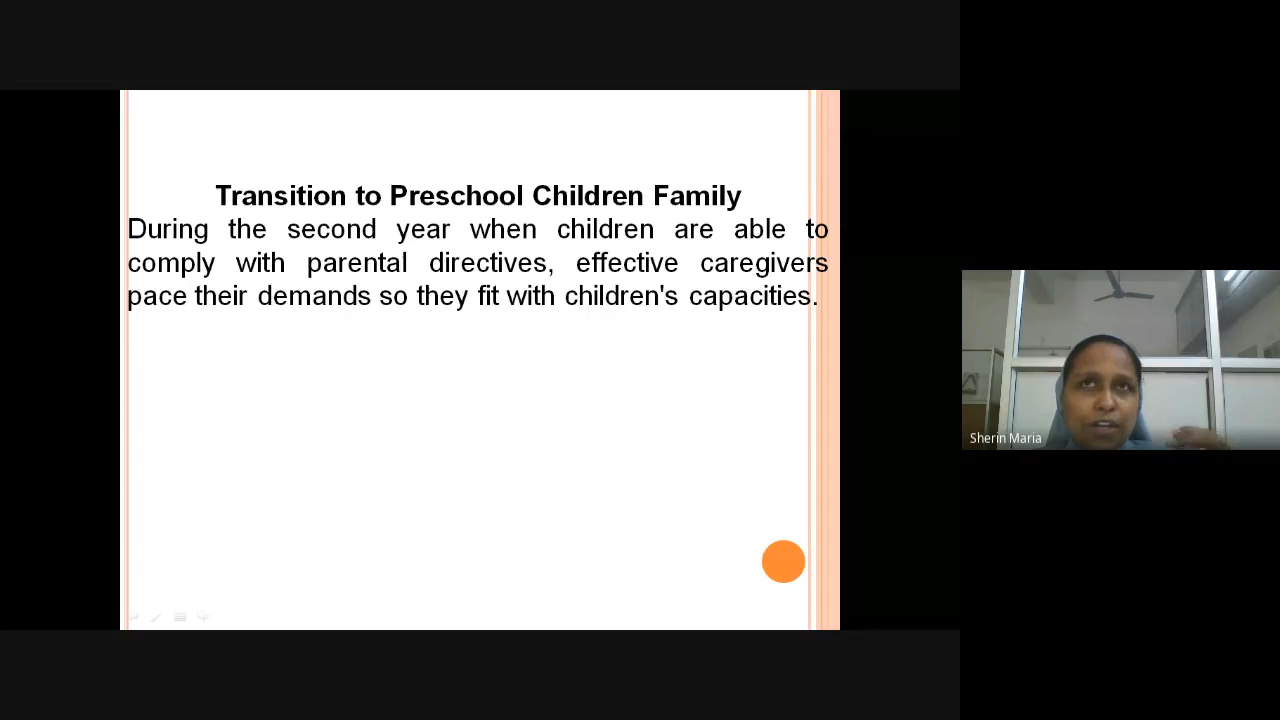 Transition to Preschool Children Family
During the second year when children are able to
comply with parental directives, effective caregivers
pace their demands so they fit with children's capacities.
Sherin Maria